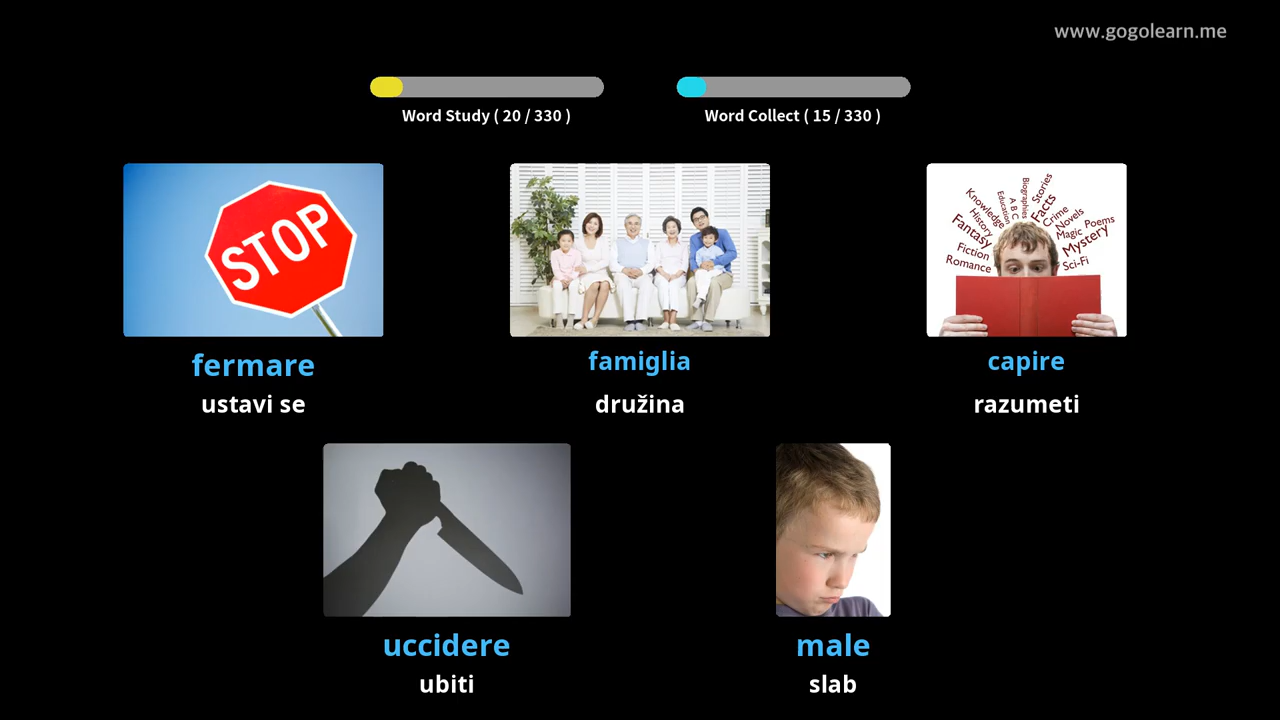 www.gogolearn.me
Word Study ( 20 / 330 )
Word Collect ( 15 / 330 )
STOP
Stories
Biographies
Facts
A B C
Education
Knowledge
Crime
Novels
History
Magic
Poems
Fantasy
Mystery
Fiction
Romance
Sci-Fi
fermare
famiglia
capire
ustavi se
družina
razumeti
uccidere
male
ubiti
slab